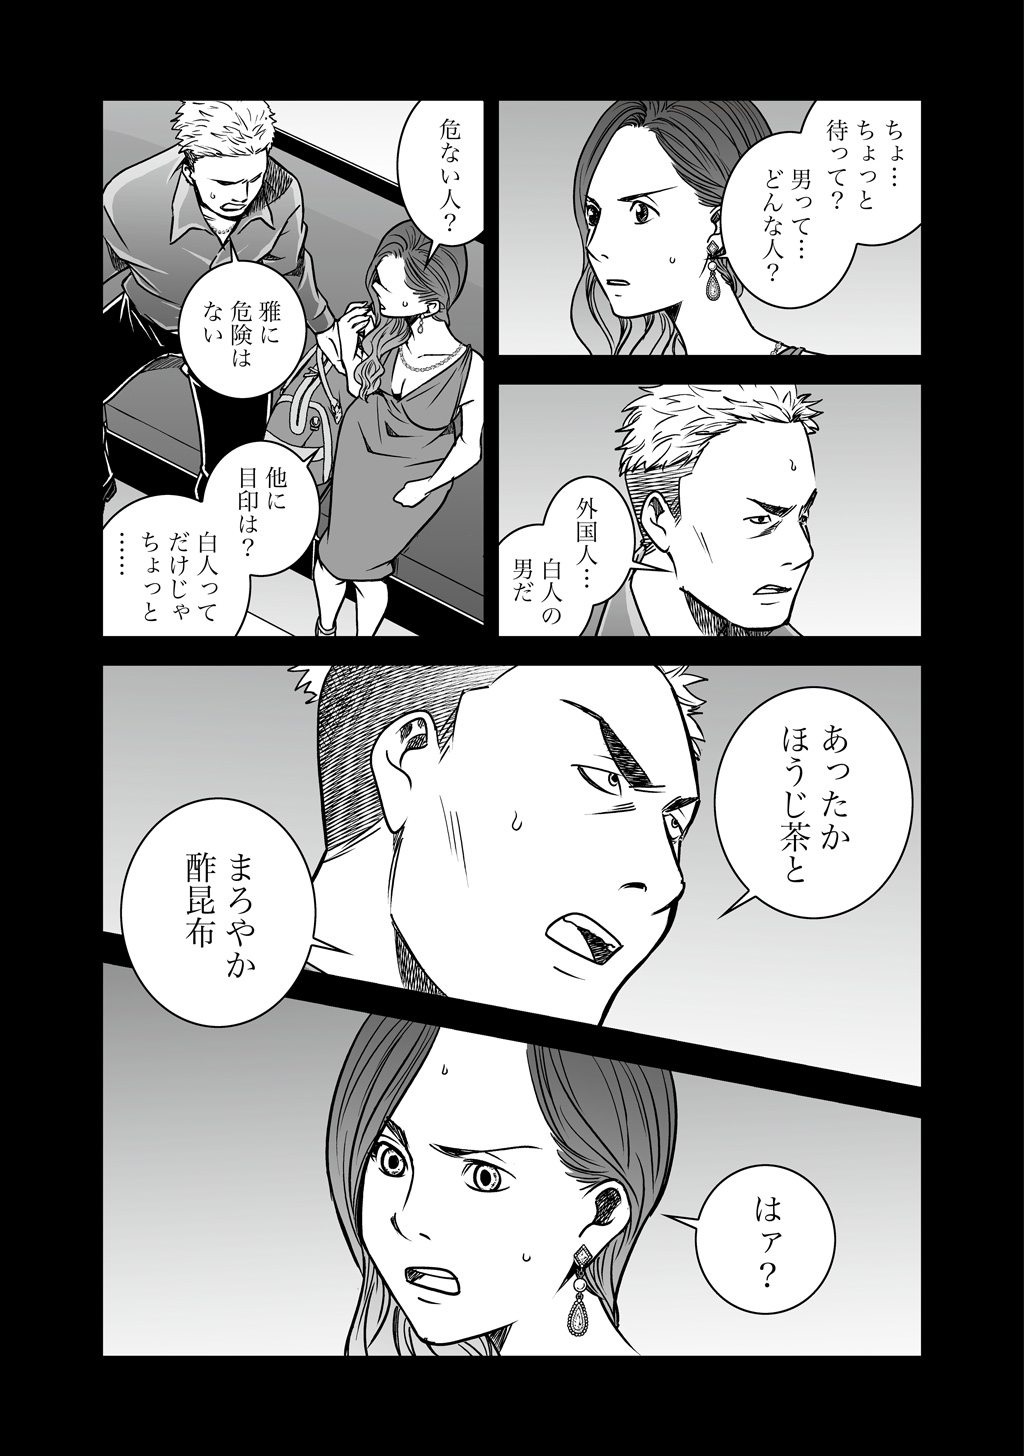 ちょ…
ちょっと
待って？
男って…
どんな人？
外国人…
白人の
男だ
危ない人？
雅に
危険は
ない
他に
目印は？
白人って
だけじゃ
ちょっと
……
あったか
ほうじ茶と
まろやか
酢昆布
はァ？